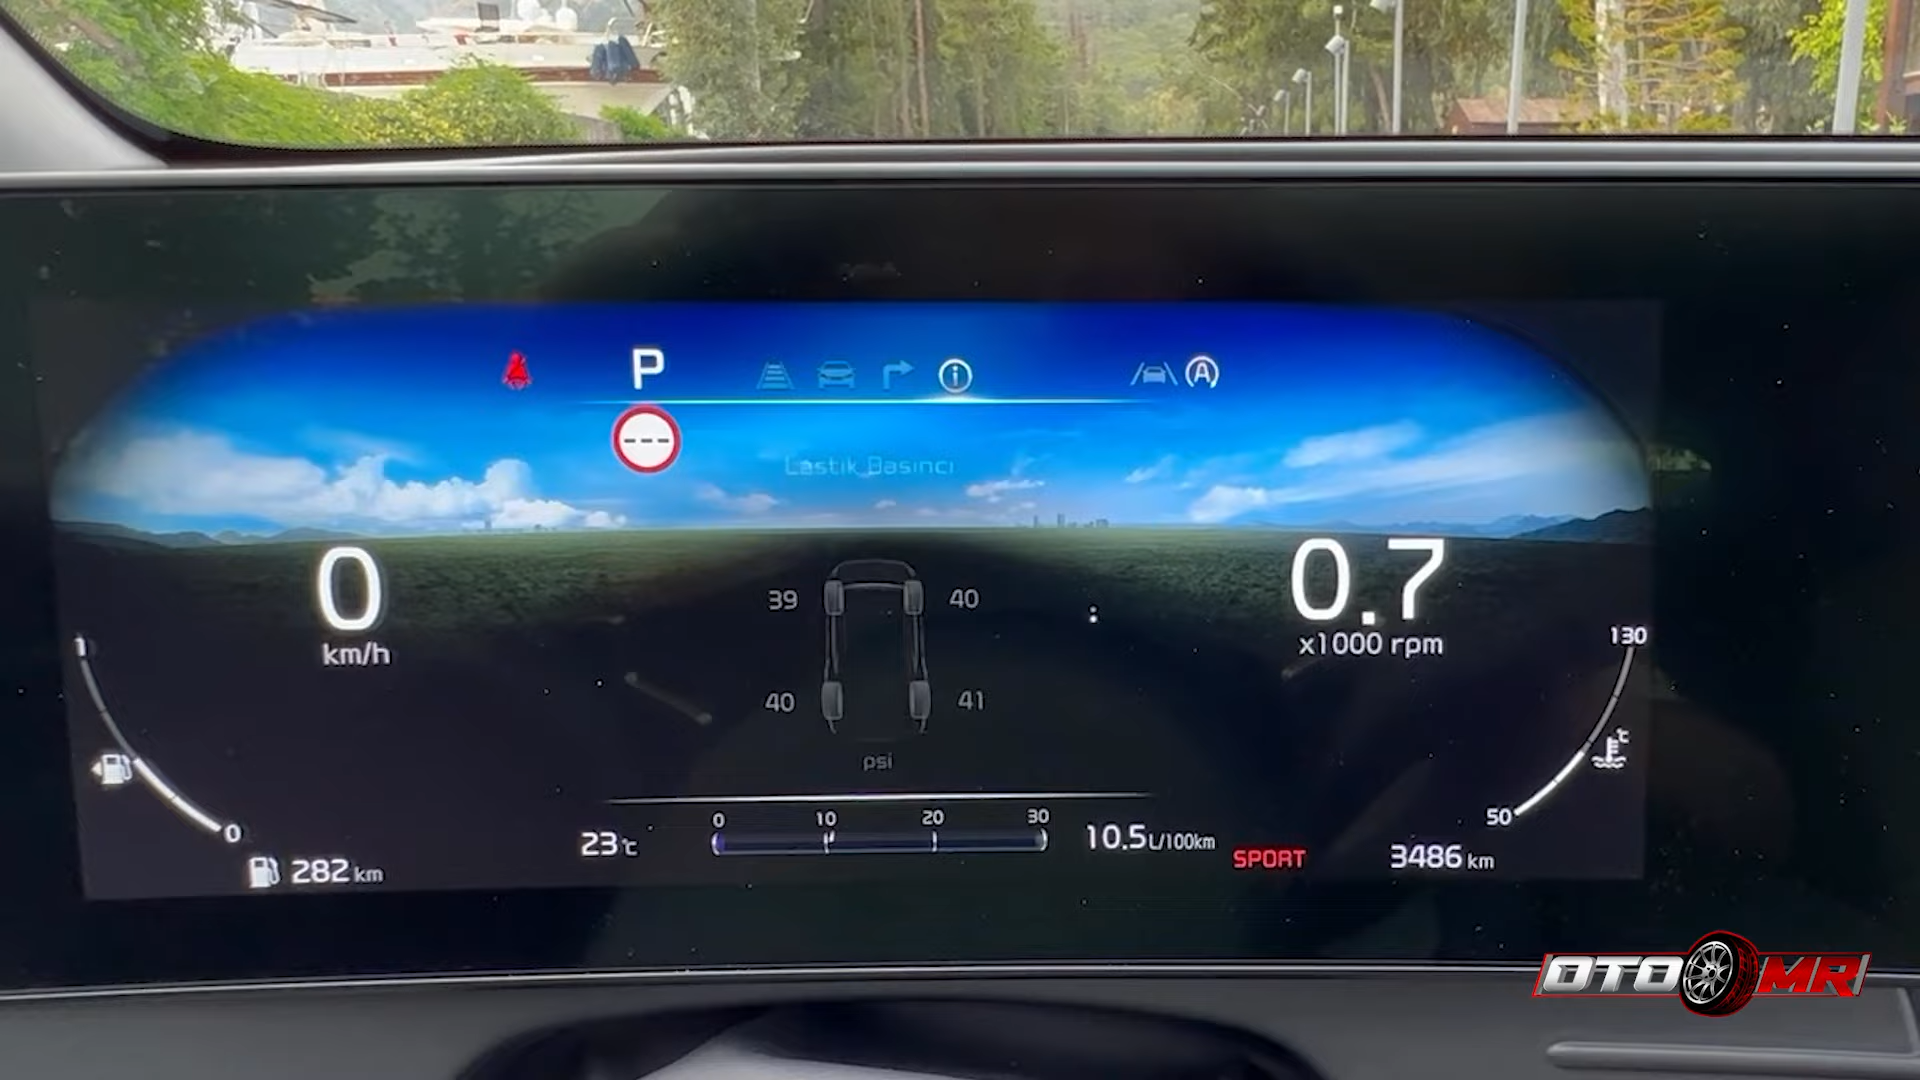 P
Lastik Basıncı
0
km/h
0.7
x1000 rpm
39 40
40 41
psi
1
0
130
50
°C
282 km
23°C
0 10 20 30
10.5 L/100km
SPORT
3486 km
OTO MR